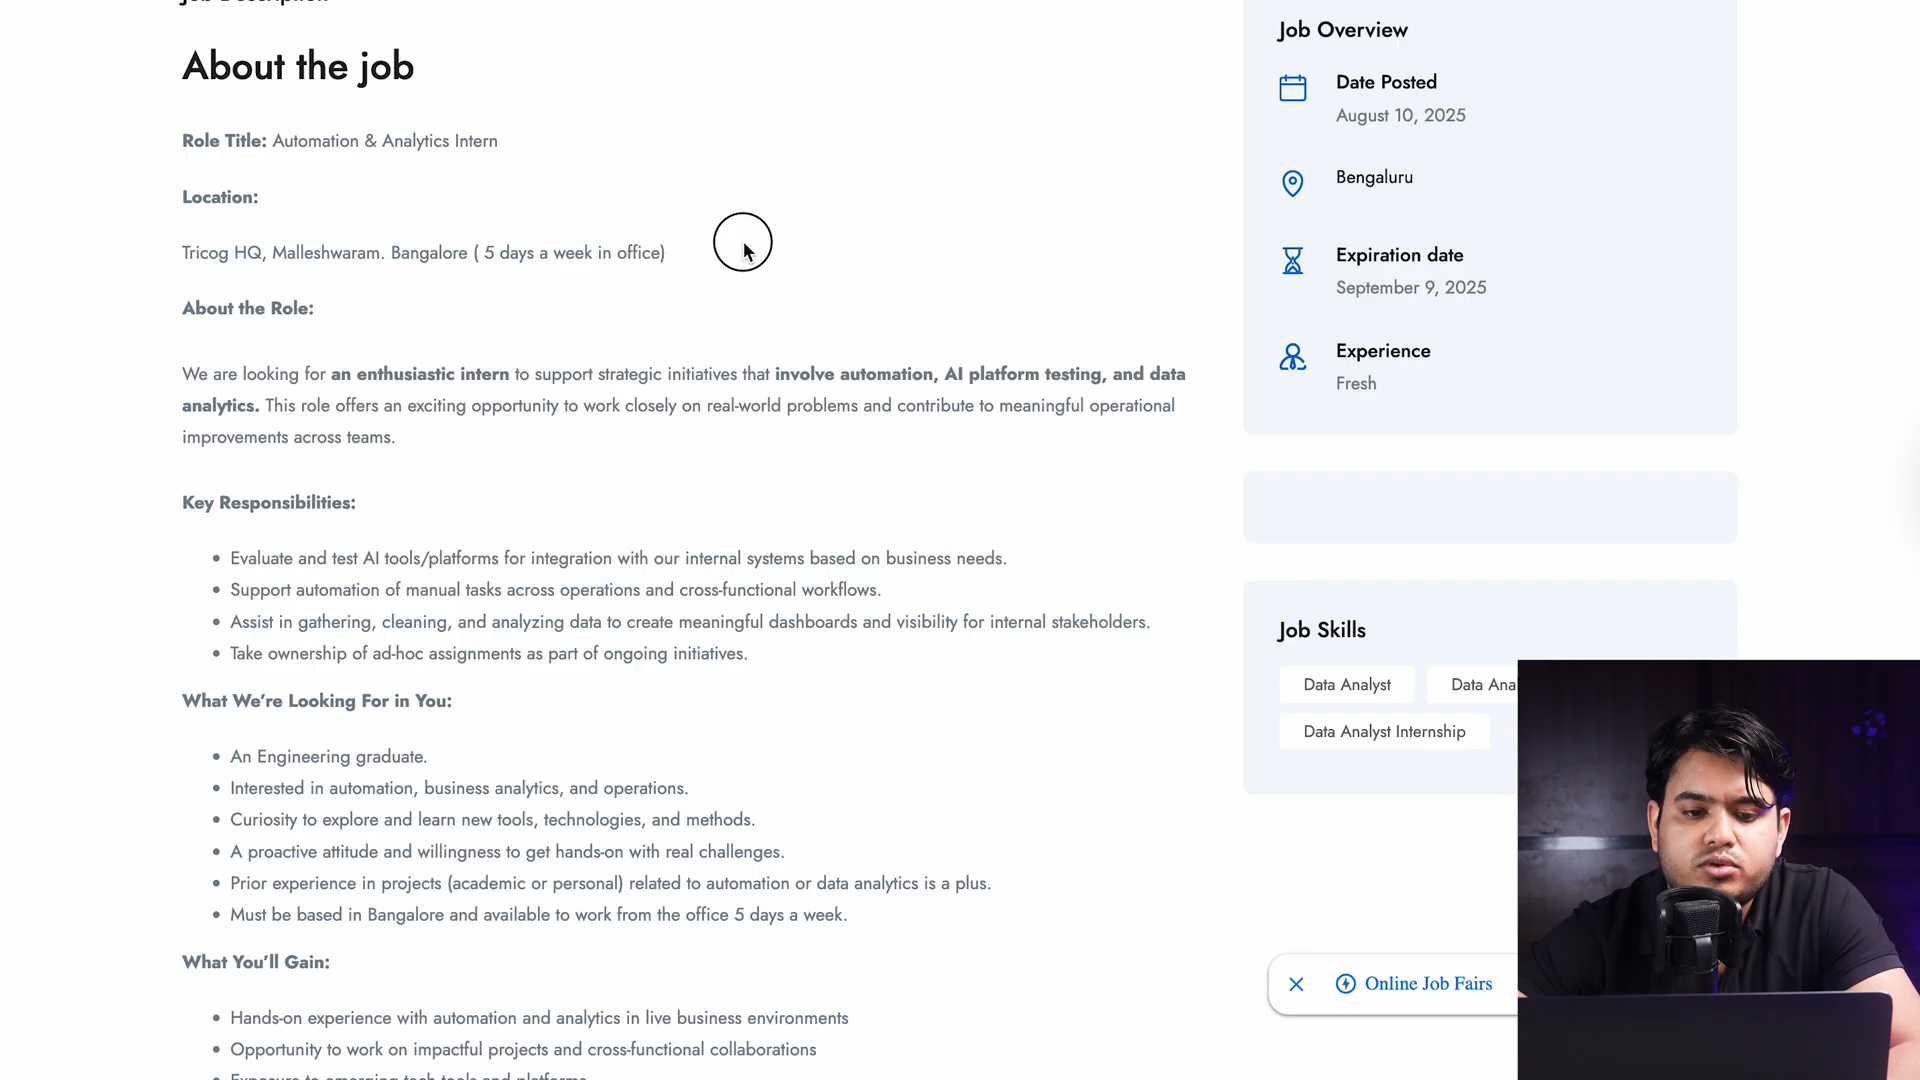 Job Description
About the job
Role Title: Automation & Analytics Intern
Location:
Tricog HQ, Malleshwaram. Bangalore ( 5 days a week in office)
About the Role:
We are looking for an enthusiastic intern to support strategic initiatives that involve automation, AI platform testing, and data
analytics. This role offers an exciting opportunity to work closely on real-world problems and contribute to meaningful operational
improvements across teams.
Key Responsibilities:
Evaluate and test AI tools/platforms for integration with our internal systems based on business needs.
Support automation of manual tasks across operations and cross-functional workflows.
Assist in gathering, cleaning, and analyzing data to create meaningful dashboards and visibility for internal stakeholders.
Take ownership of ad-hoc assignments as part of ongoing initiatives.
What We’re Looking For in You:
An Engineering graduate.
Interested in automation, business analytics, and operations.
Curiosity to explore and learn new tools, technologies, and methods.
A proactive attitude and willingness to get hands-on with real challenges.
Prior experience in projects (academic or personal) related to automation or data analytics is a plus.
Must be based in Bangalore and available to work from the office 5 days a week.
What You’ll Gain:
Hands-on experience with automation and analytics in live business environments
Opportunity to work on impactful projects and cross-functional collaborations
Exposure to emerging tech tools and platforms
Job Overview
Date Posted
August 10, 2025
Bengaluru
Expiration date
September 9, 2025
Experience
Fresh
Job Skills
Data Analyst
Data Ana
Data Analyst Internship
Online Job Fairs